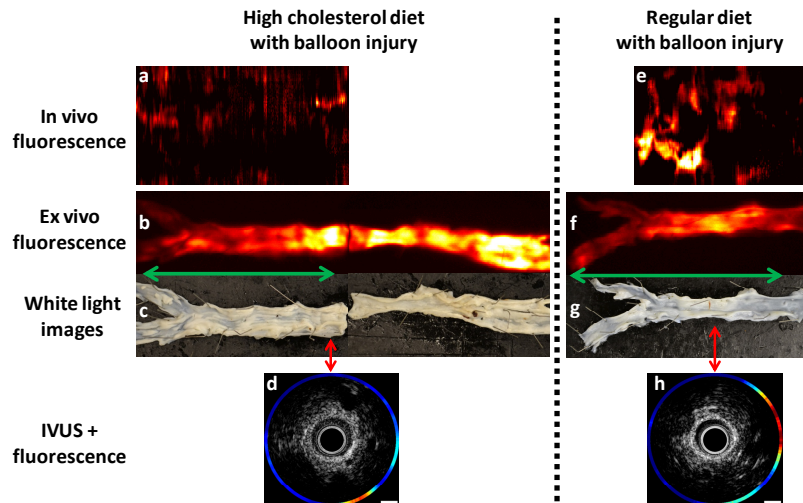 High cholesterol diet
with balloon injury
Regular diet
with balloon injury
a
e
In vivo
fluorescence
b
f
Ex vivo
fluorescence
White light
images
c
g
d
h
IVUS +
fluorescence